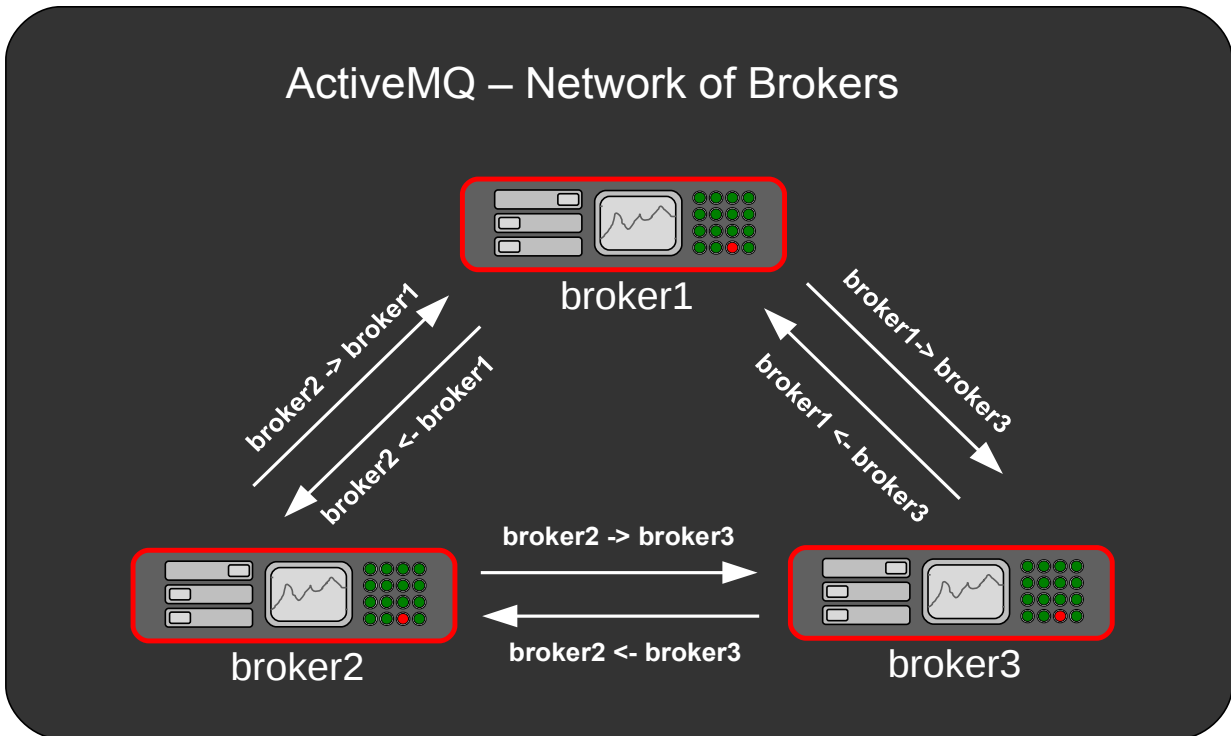 ActiveMQ – Network of Brokers
broker1
broker2 -> broker1
broker2 <- broker1
broker1-> broker3
broker1 <- broker3
broker2 -> broker3
broker2 <- broker3
broker2
broker3